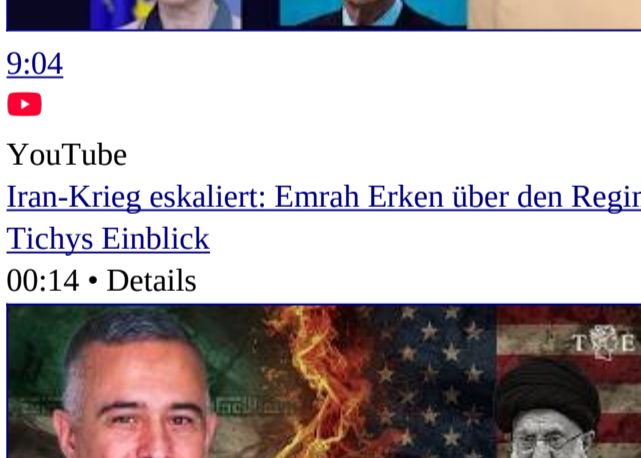 9:04
YouTube
Iran-Krieg eskaliert: Emrah Erken über den
Tichys Einblick
00:14 • Details
T E